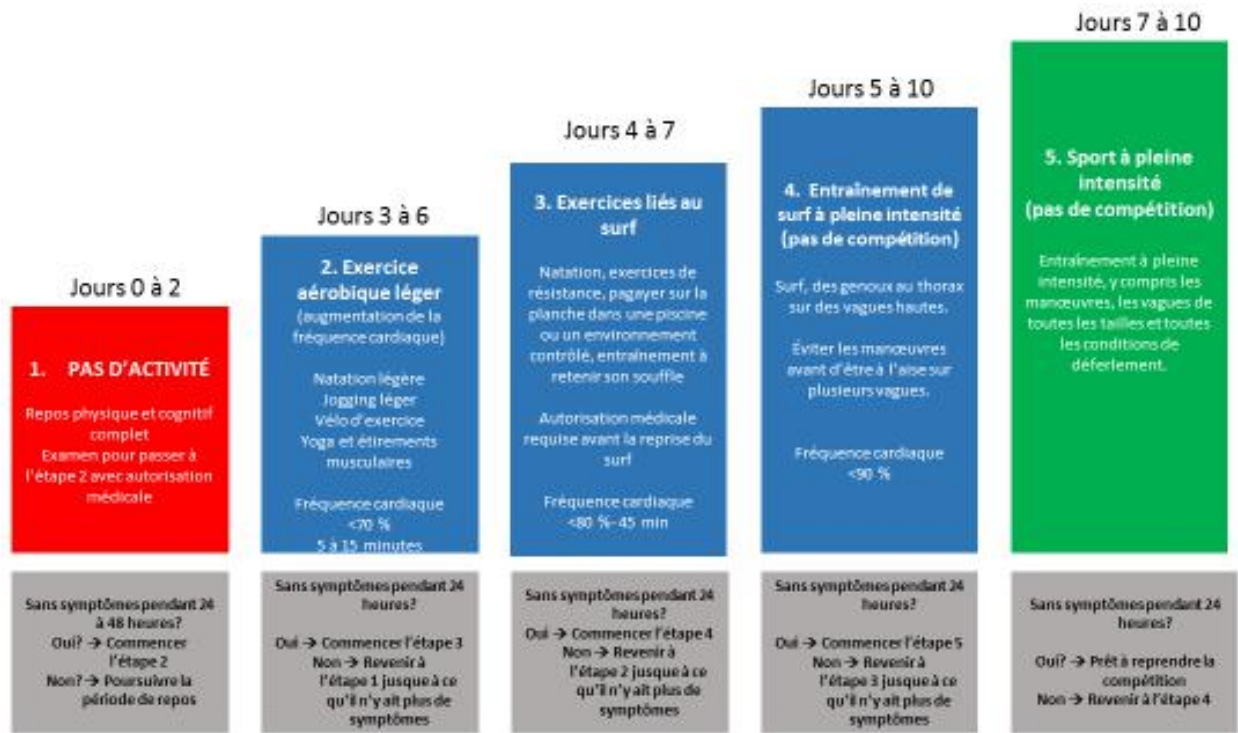 Jours 0 à 2
1. PAS D'ACTIVITÉ
Repos physique et cognitif
complet
Examen pour passer à
l'étape 2 avec autorisation
médicale
Sans symptômes pendant 24
à 48 heures?
Oui? → Commencer
l'étape 2
Non? → Poursuivre la
période de repos
Jours 3 à 6
2. Exercice
aérobique léger
(augmentation de la
fréquence cardiaque)
Natation légère
Jogging léger
Vélo d'exercice
Yoga et étirements
musculaires
Fréquence cardiaque
<70 %
5 à 15 minutes
Sans symptômes pendant 24
heures?
Oui → Commencer l'étape 3
Non → Revenir à
l'étape 1 jusque à ce
qu'il n'y ait plus de
symptômes
Jours 4 à 7
3. Exercices liés au
surf
Natation, exercices de
résistance, pagayer sur la
planche dans une piscine
ou un environnement
contrôlé, entraînement à
retenir son souffle
Autorisation médicale
requise avant la reprise du
surf
Fréquence cardiaque
<80 %-45 min
Sans symptômes pendant 24
heures?
Oui → Commencer l'étape 4
Non → Revenir à
l'étape 2 jusque à ce
qu'il n'y ait plus de
symptômes
Jours 5 à 10
4. Entraînement de
surf à pleine intensité
(pas de compétition)
Surf, des genoux au thorax
sur des vagues hautes.
Éviter les manœuvres
avant d'être à l'aise sur
plusieurs vagues.
Fréquence cardiaque
<90 %
Sans symptômes pendant 24
heures?
Oui → Commencer l'étape 5
Non → Revenir à
l'étape 3 jusque à ce
qu'il n'y ait plus de
symptômes
Jours 7 à 10
5. Sport à pleine
intensité
(pas de compétition)
Entraînement à pleine
intensité, y compris les
manœuvres, les vagues de
toutes les tailles et toutes
les conditions de
déferlement.
Sans symptômes pendant 24
heures?
Oui? → Prêt à reprendre la
compétition
Non → Revenir à l'étape 4